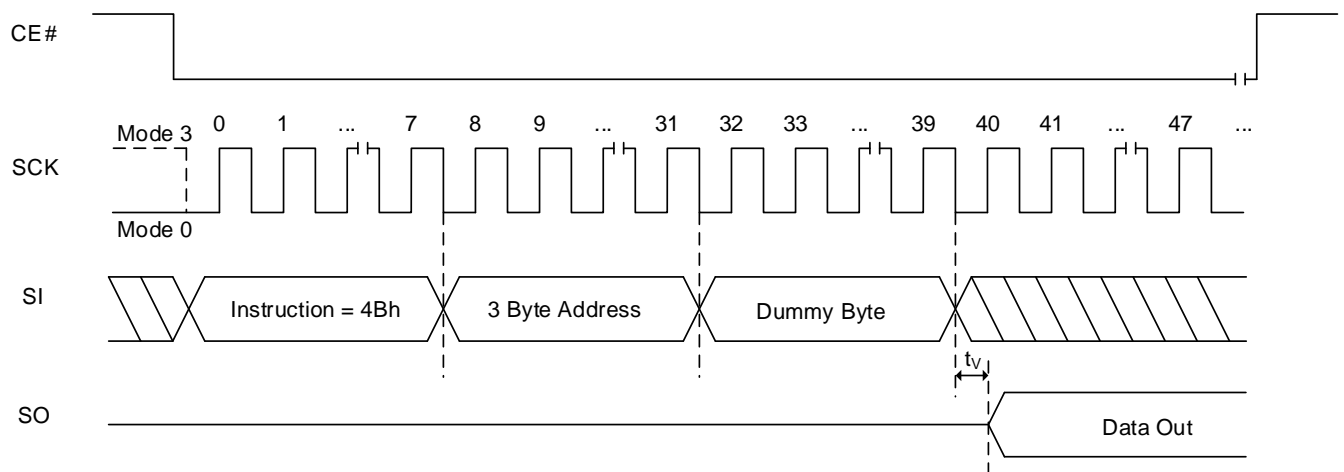 CE#
Mode 3 0 1 ... 7 8 9 ... 31 32 33 ... 39 40 41 ... 47 ...
SCK
Mode 0
SI Instruction = 4Bh 3 Byte Address Dummy Byte
tV
SO Data Out